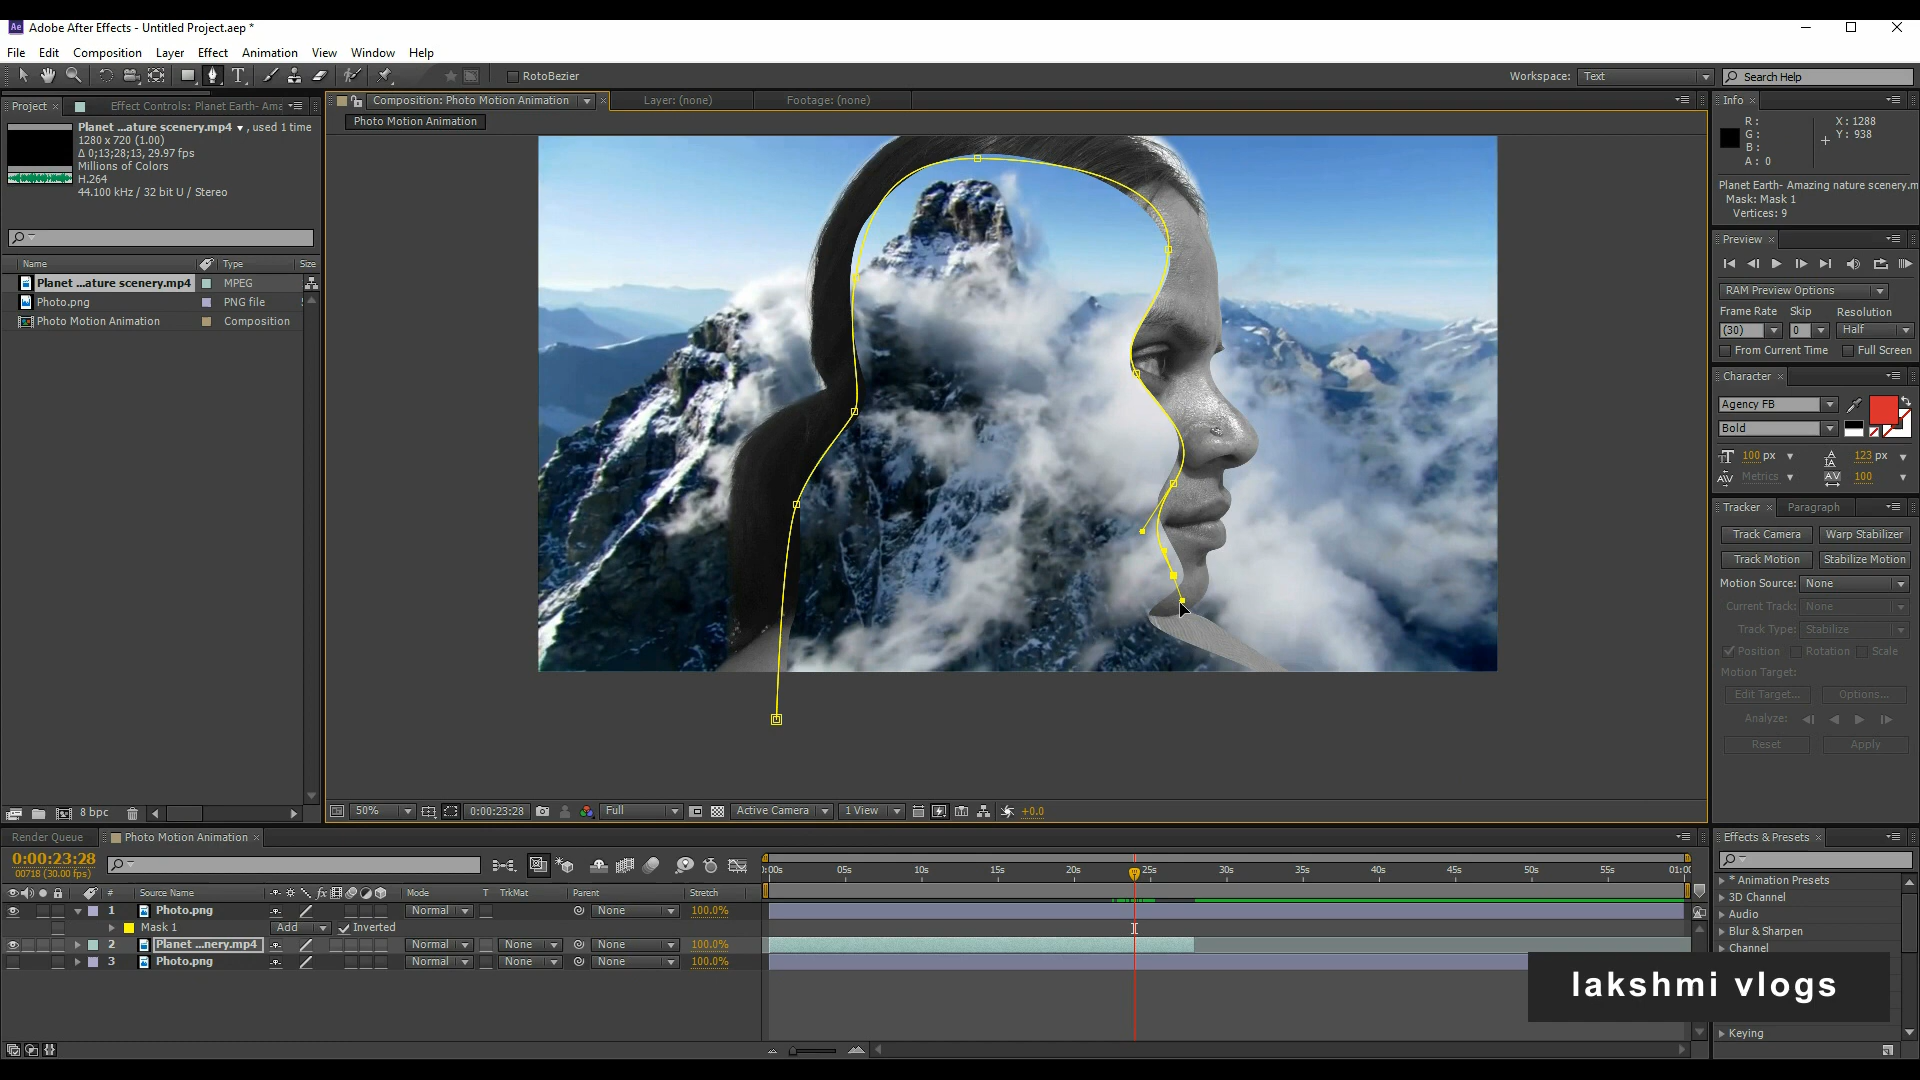 Adobe After Effects - Untitled Project.aep *
File Edit Composition Layer Effect Animation View Window Help
RotoBezier
Workspace: Text
Search Help
Project Effect Controls: Planet Earth- Ama
Planet ...ature scenery.mp4 , used 1 time
1280 x 720 (1.00)
Δ 0;13;28;13, 29.97 fps
Millions of Colors
H.264
44.100 kHz / 32 bit U / Stereo
Name Type Size
Planet ...ature scenery.mp4 MPEG
Photo.png PNG file
Photo Motion Animation Composition
8 bpc
Composition: Photo Motion Animation Layer: (none) Footage: (none)
Photo Motion Animation
50% 0:00:23:28 Full Active Camera 1 View +0.0
Info
R : X : 1288
G : Y : 938
B :
A : 0
Planet Earth- Amazing nature scenery.m
Mask: Mask 1
Vertices: 9
Preview
RAM Preview Options
Frame Rate Skip Resolution
(30) 0 Half
From Current Time Full Screen
Character
Agency FB
Bold
100 px 123 px
Metrics 100
Tracker Paragraph
Track Camera Warp Stabilizer
Track Motion Stabilize Motion
Motion Source: None
Current Track: None
Track Type: Stabilize
Position Rotation Scale
Motion Target:
Edit Target... Options...
Analyze:
Reset Apply
Render Queue Photo Motion Animation
0:00:23:28
00718 (30.00 fps)
# Source Name fx Mode T TrkMat Parent Stretch
:00s 05s 10s 15s 20s 25s 30s 35s 40s 45s 50s 55s 01:00
1 Photo.png Normal None 100.0%
Mask 1 Add Inverted
2 Planet ...nery.mp4 Normal None None 100.0%
3 Photo.png Normal None None 100.0%
Effects & Presets
* Animation Presets
3D Channel
Audio
Blur & Sharpen
Channel
Keying
lakshmi vlogs